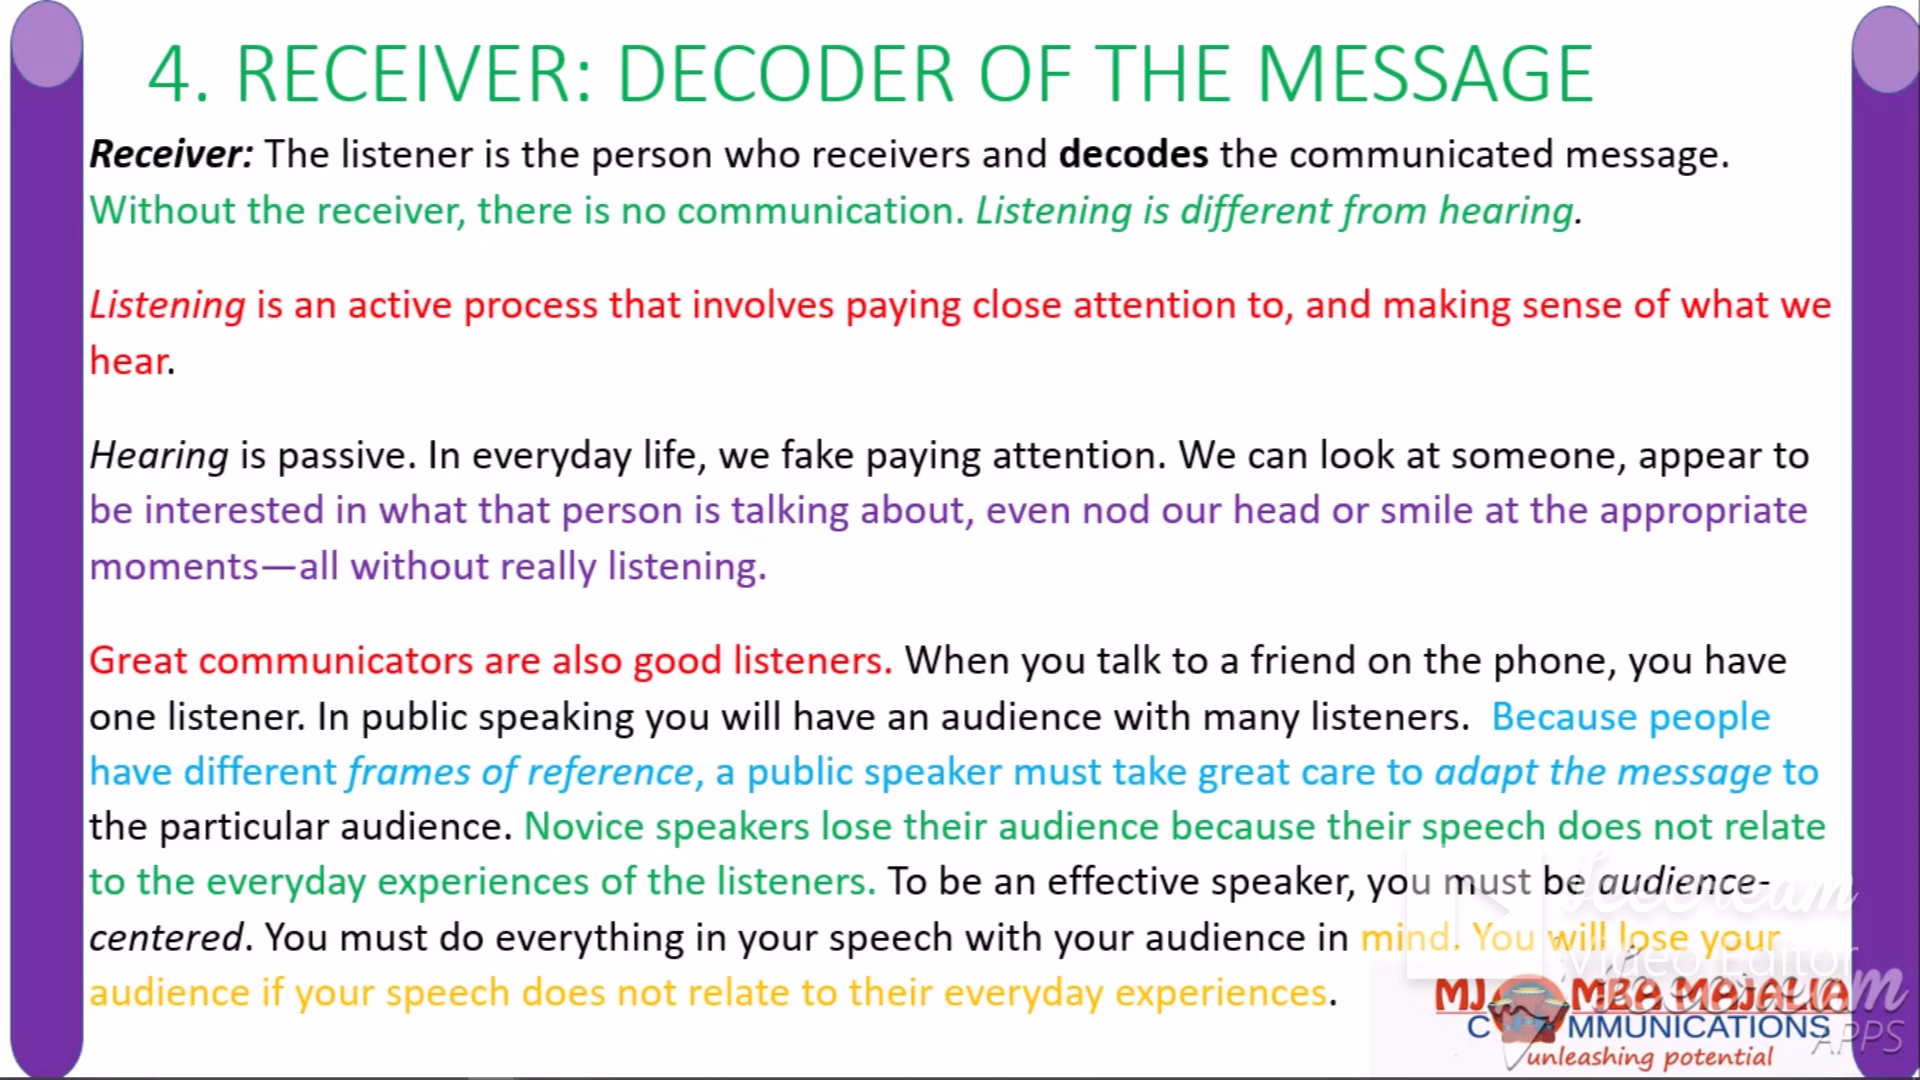 4. RECEIVER: DECODER OF THE MESSAGE
Receiver: The listener is the person who receivers and decodes the communicated message.
Without the receiver, there is no communication. Listening is different from hearing.
Listening is an active process that involves paying close attention to, and making sense of what we
hear.
Hearing is passive. In everyday life, we fake paying attention. We can look at someone, appear to
be interested in what that person is talking about, even nod our head or smile at the appropriate
moments—all without really listening.
Great communicators are also good listeners. When you talk to a friend on the phone, you have
one listener. In public speaking you will have an audience with many listeners. Because people
have different frames of reference, a public speaker must take great care to adapt the message to
the particular audience. Novice speakers lose their audience because their speech does not relate
to the everyday experiences of the listeners. To be an effective speaker, you must be audience-
centered. You must do everything in your speech with your audience in mind. You will lose your
audience if your speech does not relate to their everyday experiences.
Icecream
Video Editor
Icecream
APPS
MJOMBA MAJALIA
COMMUNICATIONS
unleashing potential